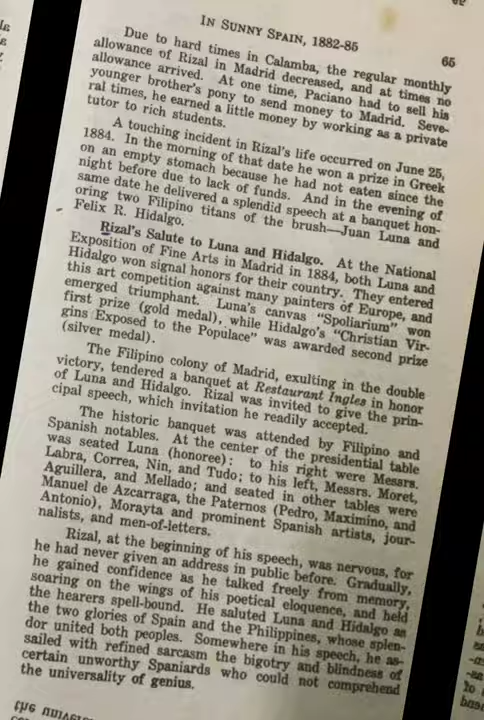 IN SUNNY SPAIN, 1882-85
65
Due to hard times in Calamba, the regular monthly
allowance of Rizal in Madrid decreased, and at times no
allowance arrived. At one time, Paciano had to sell his
younger brother's pony to send money to Madrid. Seve-
ral times, he earned a little money by working as a private
tutor to rich students.
A touching incident in Rizal's life occurred on June 25,
1884. In the morning of that date he won a prize in Greek
on an empty stomach because he had not eaten since the
night before due to lack of funds. And in the evening of
same date he delivered a splendid speech at a banquet hon-
oring two Filipino titans of the brush—Juan Luna and
Felix R. Hidalgo.
Rizal's Salute to Luna and Hidalgo. At the National
Exposition of Fine Arts in Madrid in 1884, both Luna and
Hidalgo won signal honors for their country. They entered
this art competition against many painters of Europe, and
emerged triumphant. Luna's canvas "Spoliarium" won
first prize (gold medal), while Hidalgo's "Christian Vir-
gins Exposed to the Populace" was awarded second prize
(silver medal).
The Filipino colony of Madrid, exulting in the double
victory, tendered a banquet at Restaurant Ingles in honor
of Luna and Hidalgo. Rizal was invited to give the prin-
cipal speech, which invitation he readily accepted.
The historic banquet was attended by Filipino and
Spanish notables. At the center of the presidential table
was seated Luna (honoree); to his right were Messrs.
Labra, Correa, Nin, and Tudo; to his left, Messrs. Moret,
Aguillera, and Mellado; and seated in other tables were
Manuel de Azcarraga, the Paternos (Pedro, Maximino, and
Antonio), Morayta and prominent Spanish artists, jour-
nalists, and men-of-letters.
Rizal, at the beginning of his speech, was nervous, for
he had never given an address in public before. Gradually,
he gained confidence as he talked freely from memory,
soaring on the wings of his poetical eloquence, and held
the hearers spell-bound. He saluted Luna and Hidalgo as
the two glories of Spain and the Philippines, whose splen-
dor united both peoples. Somewhere in his speech, he as-
sailed with refined sarcasm the bigotry and blindness of
certain unworthy Spaniards who could not comprehend
the universality of genius.